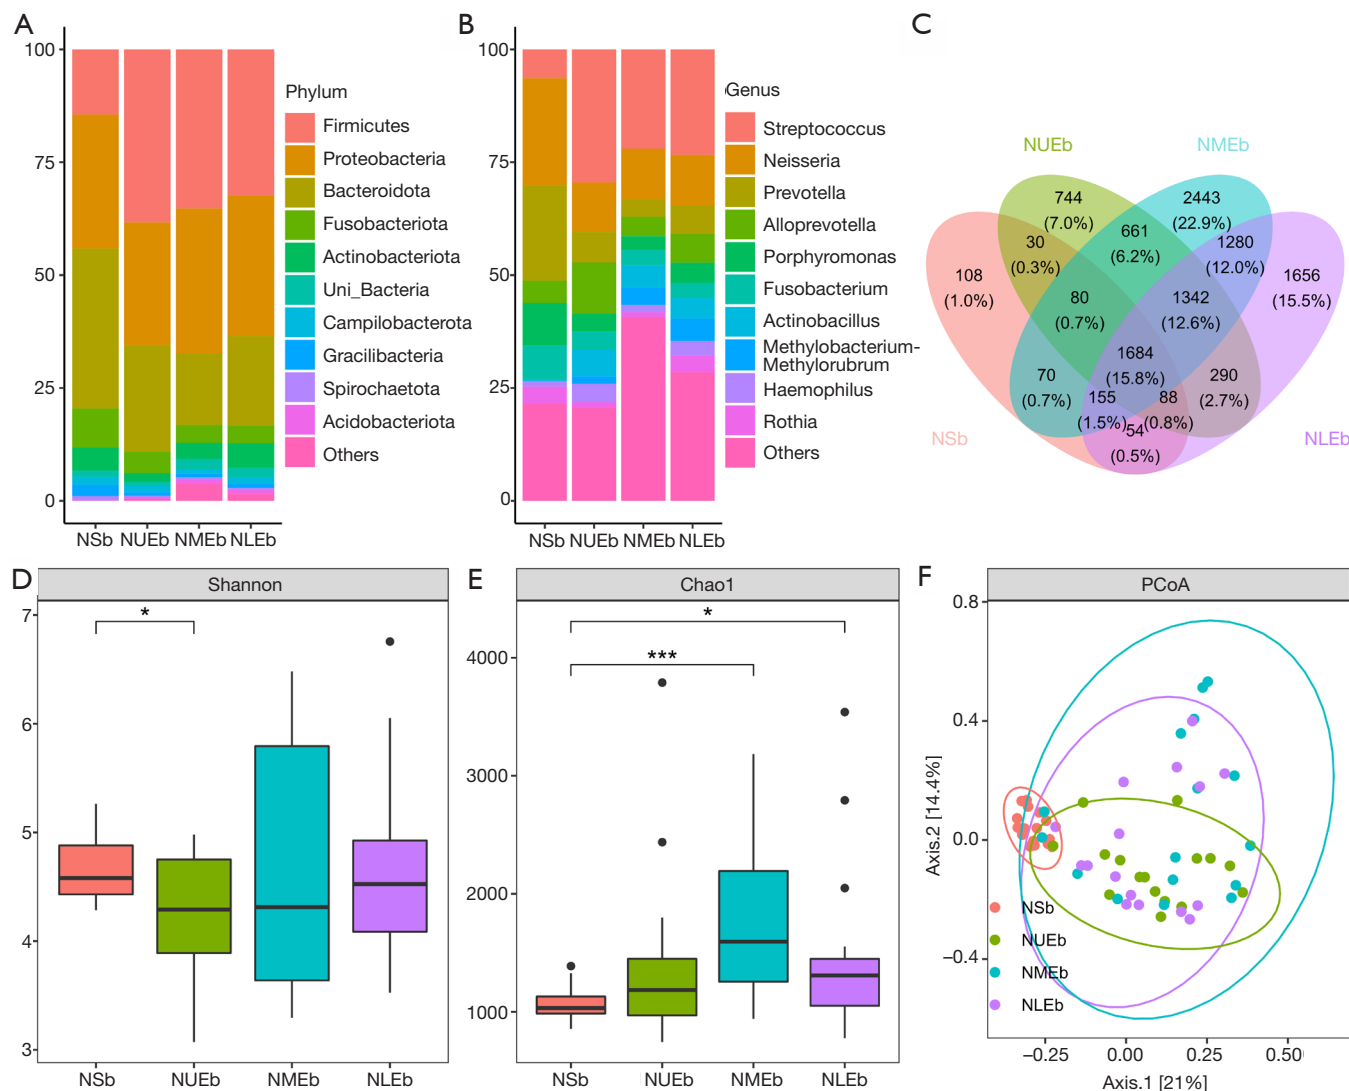 A
100
75
50
25
0
NSb NUEb NMEb NLEb
Phylum
Firmicutes
Proteobacteria
Bacteroidota
Fusobacteriota
Actinobacteriota
Uni_Bacteria
Campilobacterota
Gracilibacteria
Spirochaetota
Acidobacteriota
Others
B
100
75
50
25
0
NSb NUEb NMEb NLEb
Genus
Streptococcus
Neisseria
Prevotella
Alloprevotella
Porphyromonas
Fusobacterium
Actinobacillus
Methylobacterium-
Methylorubrum
Haemophilus
Rothia
Others
C
NUEb
NMEb
NSb
NLEb
744
(7.0%)
2443
(22.9%)
30
(0.3%)
661
(6.2%)
1280
(12.0%)
108
(1.0%)
1656
(15.5%)
80
(0.7%)
1342
(12.6%)
1684
(15.8%)
70
(0.7%)
155
(1.5%)
88
(0.8%)
290
(2.7%)
54
(0.5%)
D
Shannon
*
7
6
5
4
3
NSb NUEb NMEb NLEb
E
Chao1
*
***
4000
3000
2000
1000
NSb NUEb NMEb NLEb
F
PCoA
0.8
0.4
0.0
−0.4
Axis.2 [14.4%]
NSb
NUEb
NMEb
NLEb
−0.25 0.00 0.25 0.50
Axis.1 [21%]